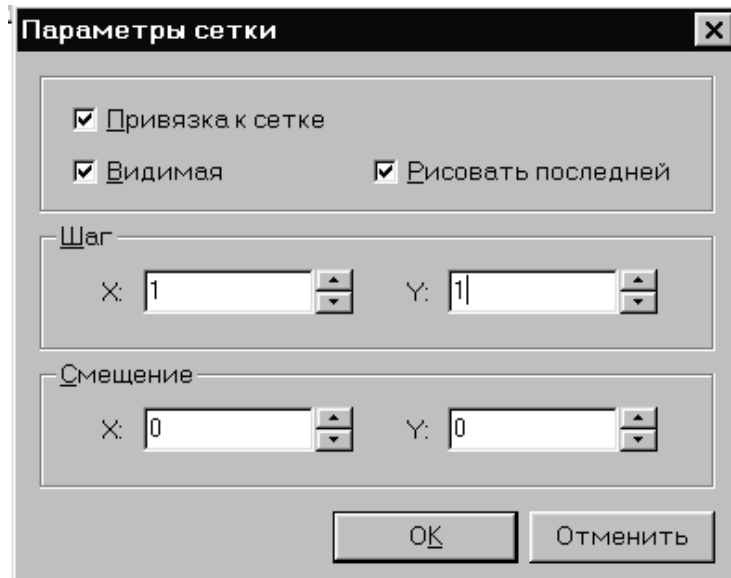 Параметры сетки
Привязка к сетке
Видимая Рисовать последней
Шаг
X: 1 Y: 1
Смещение
X: 0 Y: 0
OK Отменить